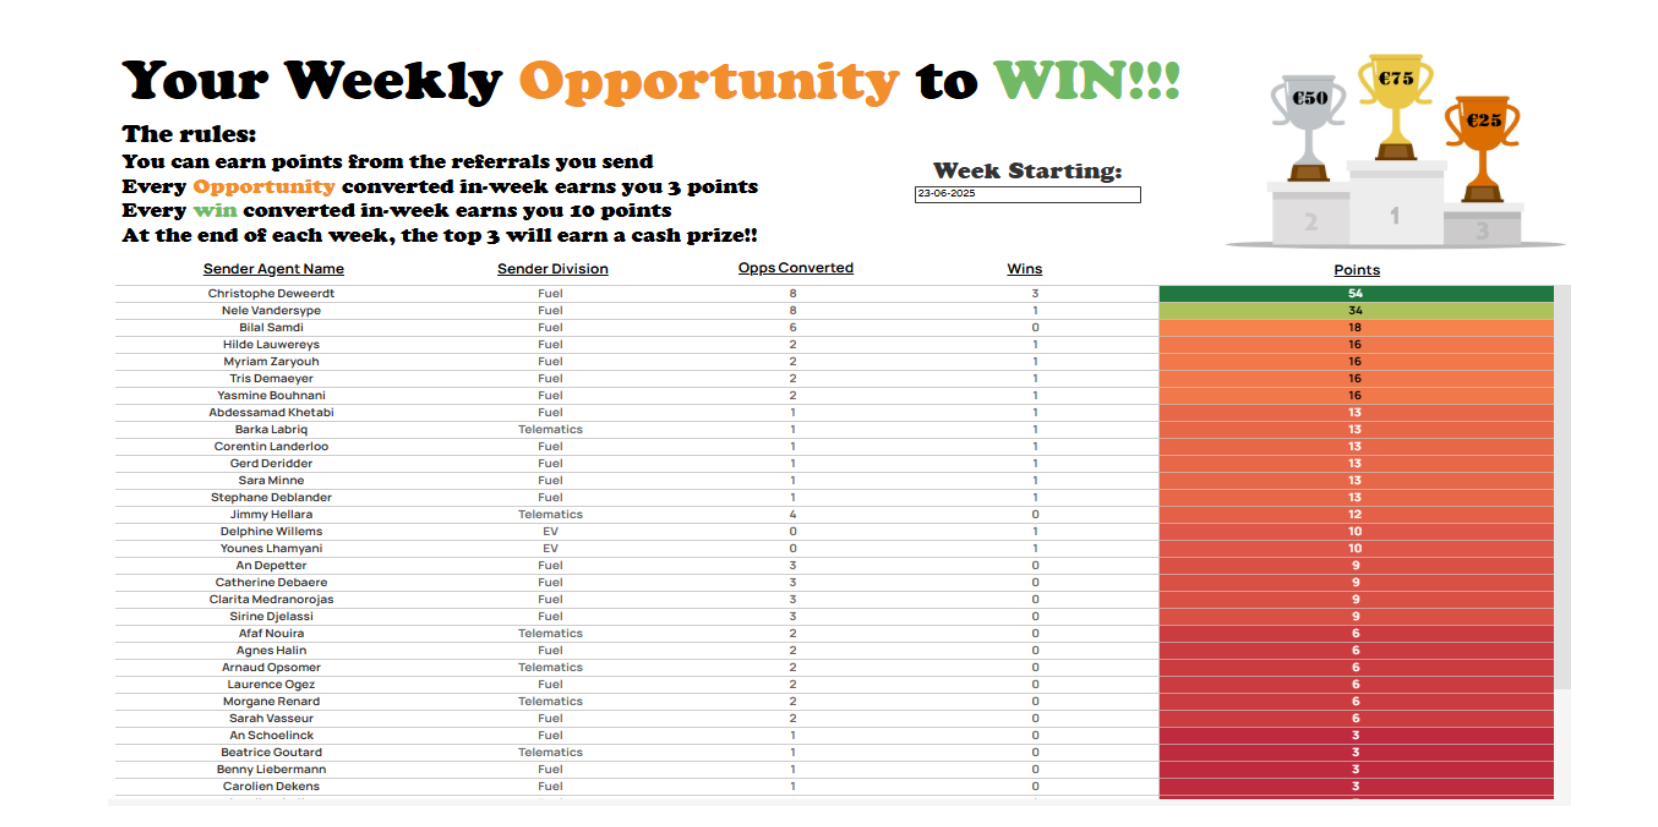 Your Weekly Opportunity to WIN!!!
€50 €75 €25
2 1 3
The rules:
You can earn points from the referrals you send
Every Opportunity converted in-week earns you 3 points
Every win converted in-week earns you 10 points
At the end of each week, the top 3 will earn a cash prize!!
Week Starting:
23-06-2025
Sender Agent Name Sender Division Opps Converted Wins Points
Christophe Deweerdt Fuel 8 3 54
Nele Vandersype Fuel 8 1 34
Bilal Samdi Fuel 6 0 18
Hilde Lauwereys Fuel 2 1 16
Myriam Zaryouh Fuel 2 1 16
Tris Demaeyer Fuel 2 1 16
Yasmine Bouhnani Fuel 2 1 16
Abdessamad Khetabi Fuel 1 1 13
Barka Labriq Telematics 1 1 13
Corentin Landerloo Fuel 1 1 13
Gerd Deridder Fuel 1 1 13
Sara Minne Fuel 1 1 13
Stephane Deblander Fuel 1 1 13
Jimmy Hellara Telematics 4 0 12
Delphine Willems EV 0 1 10
Younes Lhamyani EV 0 1 10
An Depetter Fuel 3 0 9
Catherine Debaere Fuel 3 0 9
Clarita Medranorojas Fuel 3 0 9
Sirine Djelassi Fuel 3 0 9
Afaf Nouira Telematics 2 0 6
Agnes Halin Fuel 2 0 6
Arnaud Opsomer Telematics 2 0 6
Laurence Ogez Fuel 2 0 6
Morgane Renard Telematics 2 0 6
Sarah Vasseur Fuel 2 0 6
An Schoelinck Fuel 1 0 3
Beatrice Goutard Telematics 1 0 3
Benny Liebermann Fuel 1 0 3
Carolien Dekens Fuel 1 0 3